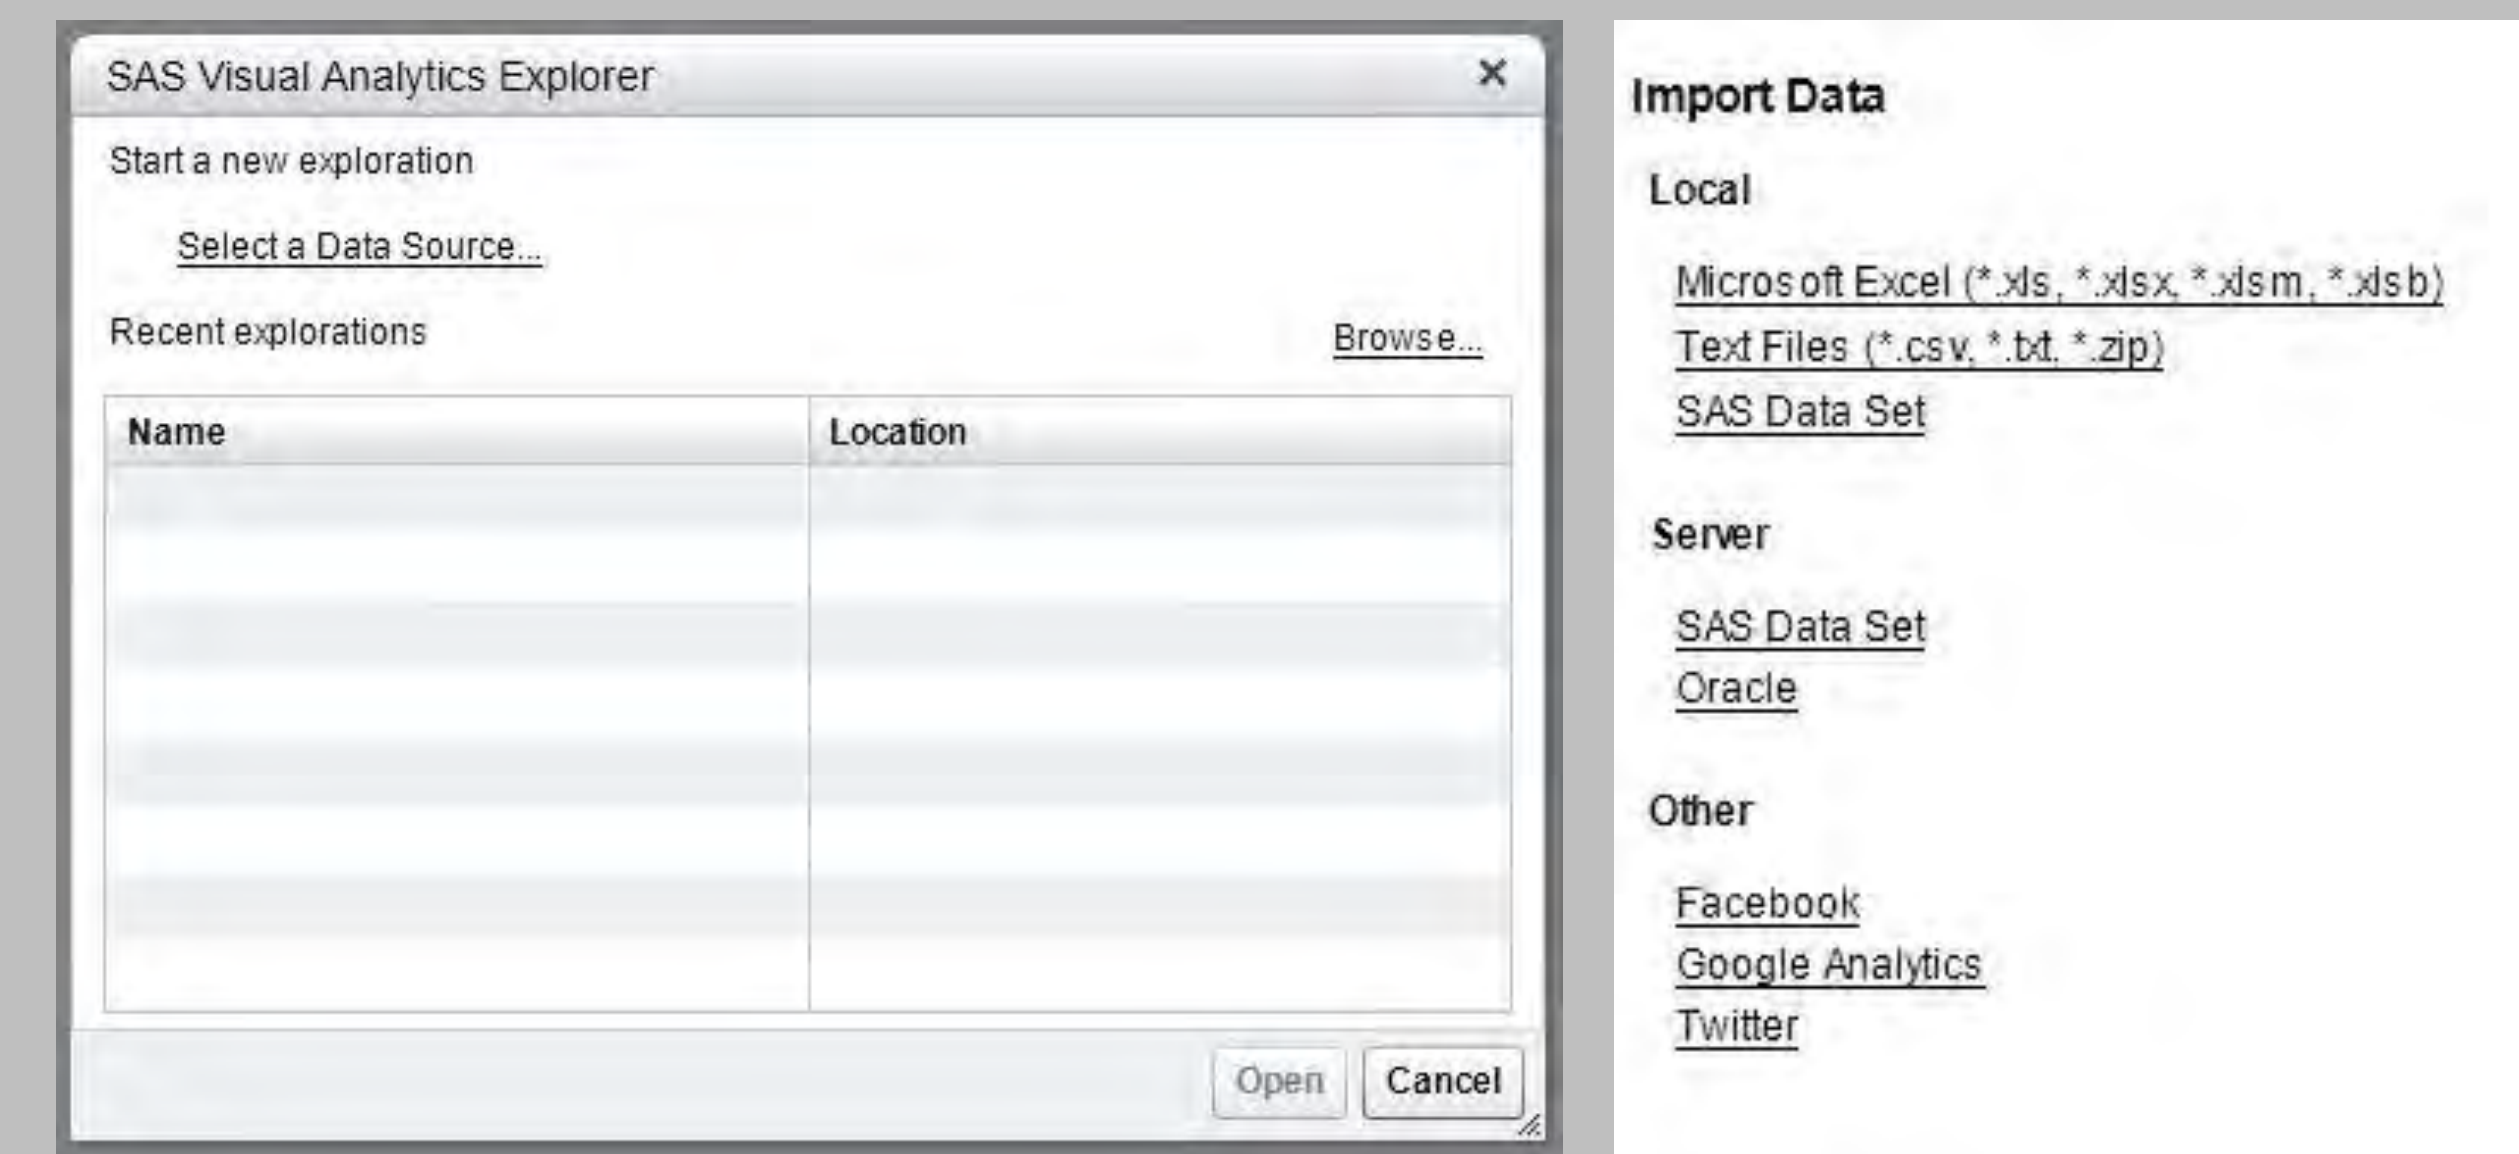 SAS Visual Analytics Explorer
Start a new exploration
Select a Data Source...
Recent explorations
Browse...
Name
Location
Open
Cancel
Import Data
Local
Microsoft Excel (*.xls, *.xlsx, *.xlsm, *.xlsb)
Text Files (*.csv, *.txt, *.zip)
SAS Data Set
Server
SAS Data Set
Oracle
Other
Facebook
Google Analytics
Twitter